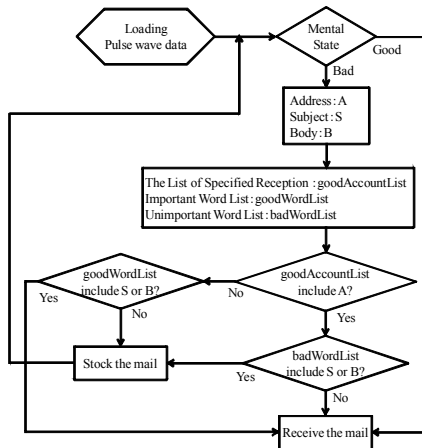 Loading
Pulse wave data
Mental
State
Good
Bad
Address : A
Subject : S
Body : B
The List of Specified Reception : goodAccountList
Important Word List : goodWordList
Unimportant Word List : badWordList
goodWordList
include S or B?
Yes
No
goodAccountList
include A?
No
Yes
Stock the mail
badWordList
include S or B?
Yes
No
Receive the mail